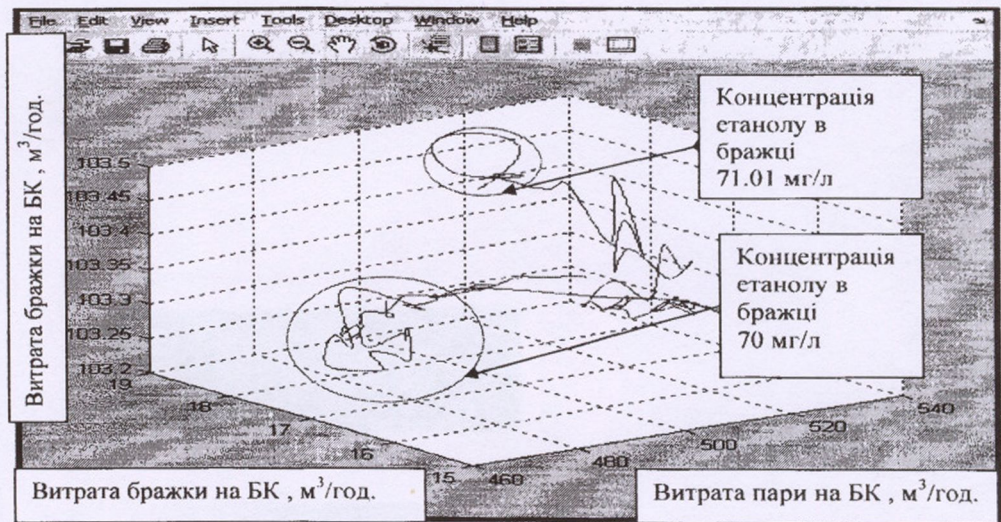 File Edit View Insert Tools Desktop Window Help
Витрата бражки на БК , м³/год.
Концентрація
етанолу в
бражці
71.01 мг/л
Концентрація
етанолу в
бражці
70 мг/л
103.5
103.45
103.4
103.35
103.3
103.25
103.2
19
18
17
16
15
460
480
500
520
540
Витрата бражки на БК , м³/год.
Витрата пари на БК , м³/год.